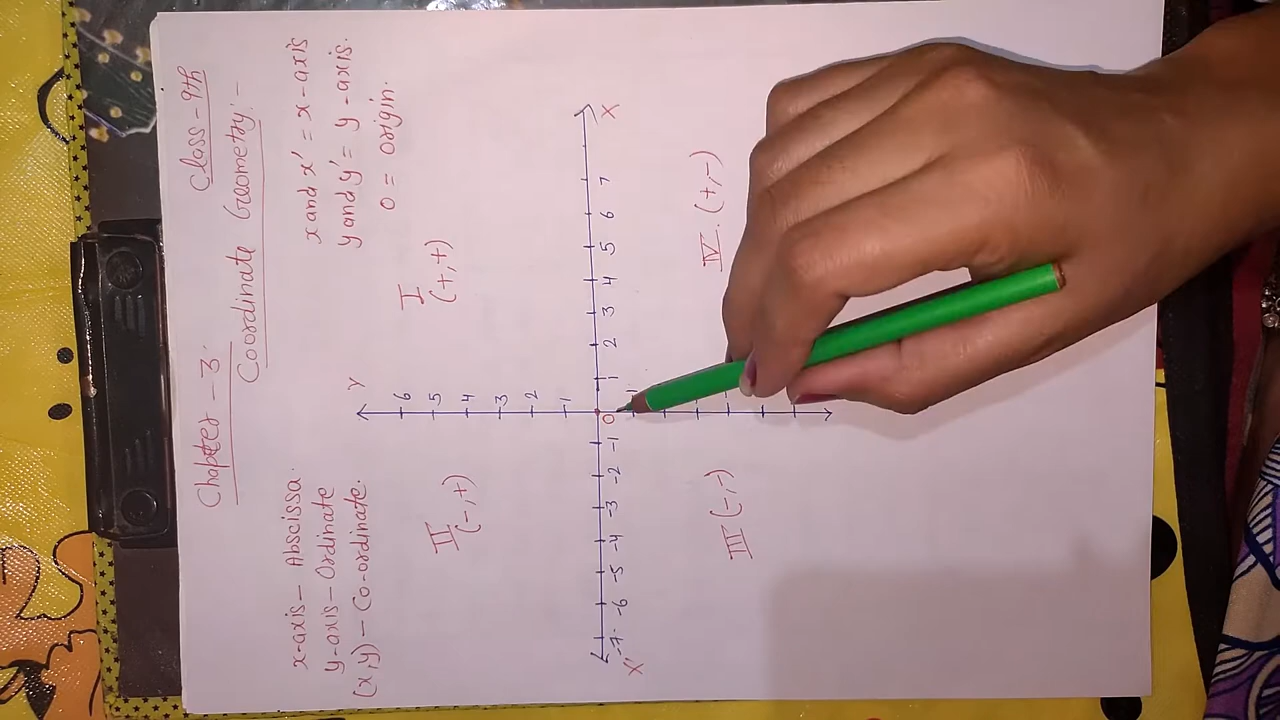 Chapter - 3 Class - 9th
Coordinate Geometry:-
x-axis - Abscissa. x and x' = x - axis
y-axis - Ordinate y and y' = y - axis.
(x,y) - Co-ordinate. O = origin.
Y
6
5
4
3
2
1
II
(-,+)
I
(+,+)
X' -7 -6 -5 -4 -3 -2 -1 O 1 2 3 4 5 6 7 X
-1
III (-,-)
IV. (+,-)